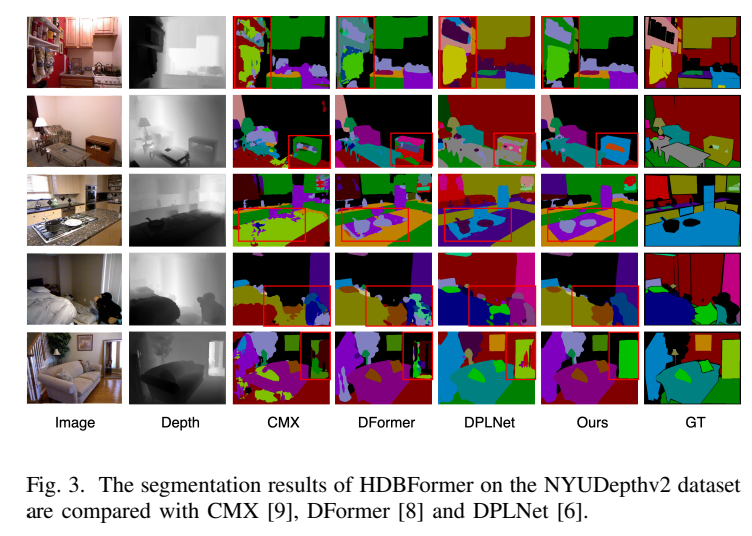 Image Depth CMX DFormer DPLNet Ours GT
Fig. 3. The segmentation results of HDBFormer on the NYUDepthv2 dataset
are compared with CMX [9], DFormer [8] and DPLNet [6].